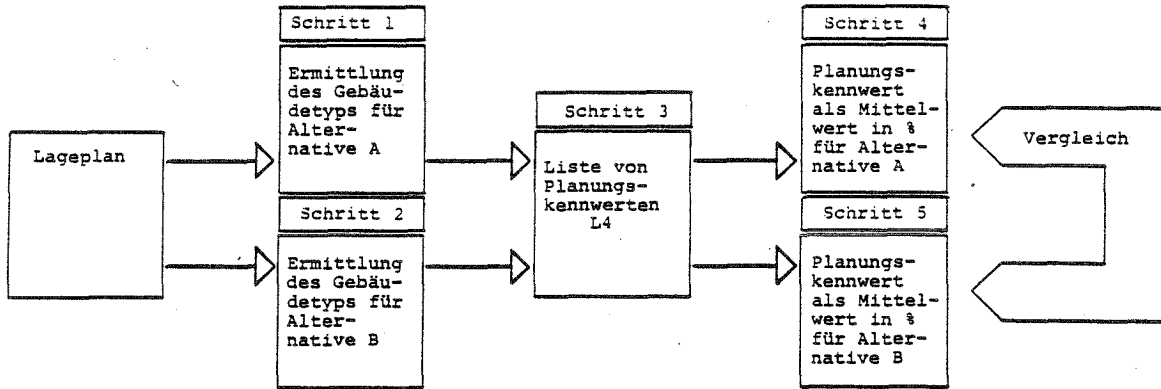 Lageplan
Schritt 1
Ermittlung
des Gebäu-
detyps für
Alter-
native A
Schritt 2
Ermittlung
des Gebäu-
detyps für
Alter-
native B
Schritt 3
Liste von
Planungs-
kennwerten
L4
Schritt 4
Planungs-
kennwert
als Mittel-
wert in %
für Alter-
native A
Schritt 5
Planungs-
kennwert
als Mittel-
wert in %
für Alter-
native B
Vergleich